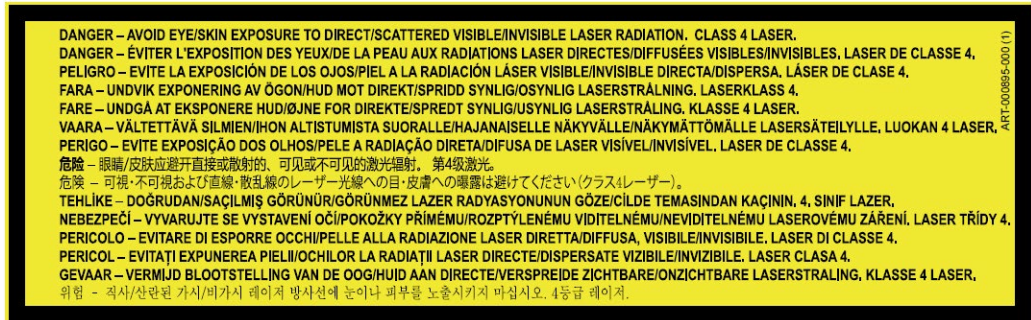 DANGER – AVOID EYE/SKIN EXPOSURE TO DIRECT/SCATTERED VISIBLE/INVISIBLE LASER RADIATION. CLASS 4 LASER.
DANGER – ÉVITER L'EXPOSITION DES YEUX/DE LA PEAU AUX RADIATIONS LASER DIRECTES/DIFFUSÉES VISIBLES/INVISIBLES. LASER DE CLASSE 4.
PELIGRO – EVITE LA EXPOSICIÓN DE LOS OJOS/PIEL A LA RADIACIÓN LÁSER VISIBLE/INVISIBLE DIRECTA/DISPERSA. LÁSER DE CLASE 4.
FARA – UNDVIK EXPONERING AV ÖGON/HUD MOT DIREKT/SPRIDD SYNLIG/OSYNLIG LASERSTRÅLNING. LASERKLASS 4.
FARE – UNDGÅ AT EKSPONERE HUD/ØJNE FOR DIREKTE/SPREDT SYNLIG/USYNLIG LASERSTRÅLING. KLASSE 4 LASER.
VAARA – VÄLTETTÄVÄ SILMIEN/IHON ALTISTUMISTA SUORALLE/HAJANAISELLE NÄKYVÄLLE/NÄKYMÄTTÖMÄLLE LASERSÄTEILYLLE. LUOKAN 4 LASER.
PERIGO – EVITE EXPOSIÇÃO DOS OLHOS/PELE A RADIAÇÃO DIRETA/DIFUSA DE LASER VISÍVEL/INVISÍVEL. LASER DE CLASSE 4.
危险 – 眼睛/皮肤应避开直接或散射的、可见或不可见的激光辐射。 第4级激光。
危険 – 可視・不可視および直線・散乱線のレーザー光線への目・皮膚への曝露は避けてください(クラス4レーザー)。
TEHLİKE – DOĞRUDAN/SAÇILMIŞ GÖRÜNÜR/GÖRÜNMEZ LAZER RADYASYONUNUN GÖZE/CİLDE TEMASINDAN KAÇININ. 4. SINIF LAZER.
NEBEZPEČÍ – VYVARUJTE SE VYSTAVENÍ OČÍ/POKOŽKY PŘÍMÉMU/ROZPTÝLENÉMU VIDITELNÉMU/NEVIDITELNÉMU LASEROVÉMU ZÁŘENÍ. LASER TŘÍDY 4.
PERICOLO – EVITARE DI ESPORRE OCCHI/PELLE ALLA RADIAZIONE LASER DIRETTA/DIFFUSA, VISIBILE/INVISIBILE. LASER DI CLASSE 4.
PERICOL – EVITAȚI EXPUNEREA PIELII/OCHILOR LA RADIAȚII LASER DIRECTE/DISPERSATE VIZIBILE/INVIZIBILE. LASER CLASA 4.
GEVAAR – VERMIJD BLOOTSTELLING VAN DE OOG/HUID AAN DIRECTE/VERSPREIDE ZICHTBARE/ONZICHTBARE LASERSTRALING. KLASSE 4 LASER.
위험 - 직사/산란된 가시/비가시 레이저 방사선에 눈이나 피부를 노출시키지 마십시오. 4등급 레이저.
ART-000895-000 (1)